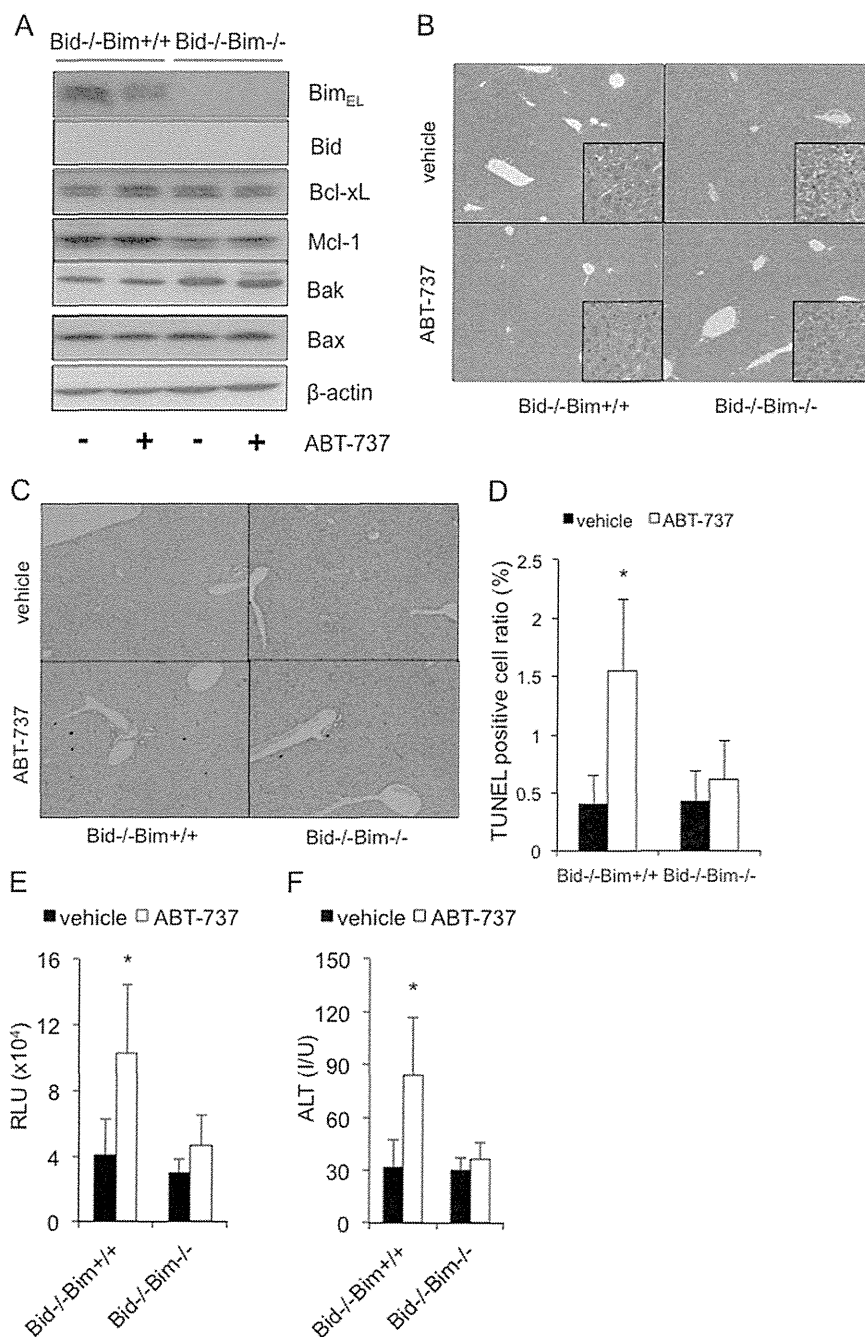 A
Bid-/-Bim+/+ Bid-/-Bim-/-
BimEL
Bid
Bcl-xL
Mcl-1
Bak
Bax
β-actin
- + - + ABT-737
B
vehicle
ABT-737
Bid-/-Bim+/+ Bid-/-Bim-/-
C
vehicle
ABT-737
Bid-/-Bim+/+ Bid-/-Bim-/-
D
vehicle ABT-737
TUNEL positive cell ratio (%)
2.5
2
1.5
1
0.5
0
*
Bid-/-Bim+/+ Bid-/-Bim-/-
E
vehicle ABT-737
RLU (x10⁴)
16
12
8
4
0
*
Bid-/-Bim+/+
Bid-/-Bim-/-
F
vehicle ABT-737
ALT (I/U)
150
120
90
60
30
0
*
Bid-/-Bim+/+
Bid-/-Bim-/-